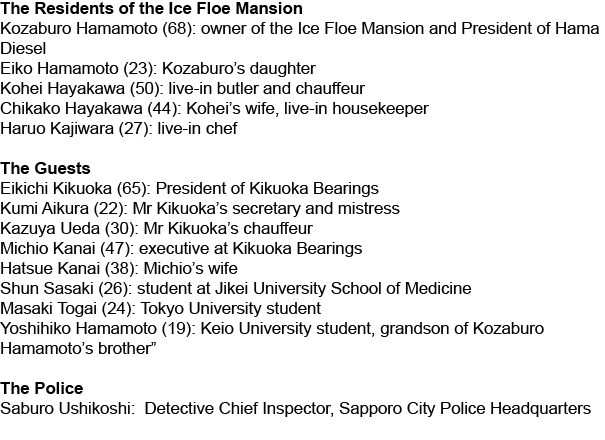 The Residents of the Ice Floe Mansion
Kozaburo Hamamoto (68): owner of the Ice Floe Mansion and President of Hama
Diesel
Eiko Hamamoto (23): Kozaburo’s daughter
Kohei Hayakawa (50): live-in butler and chauffeur
Chikako Hayakawa (44): Kohei’s wife, live-in housekeeper
Haruo Kajiwara (27): live-in chef

The Guests
Eikichi Kikuoka (65): President of Kikuoka Bearings
Kumi Aikura (22): Mr Kikuoka’s secretary and mistress
Kazuya Ueda (30): Mr Kikuoka’s chauffeur
Michio Kanai (47): executive at Kikuoka Bearings
Hatsue Kanai (38): Michio’s wife
Shun Sasaki (26): student at Jikei University School of Medicine
Masaki Togai (24): Tokyo University student
Yoshihiko Hamamoto (19): Keio University student, grandson of Kozaburo
Hamamoto’s brother”

The Police
Saburo Ushikoshi:  Detective Chief Inspector, Sapporo City Police Headquarters